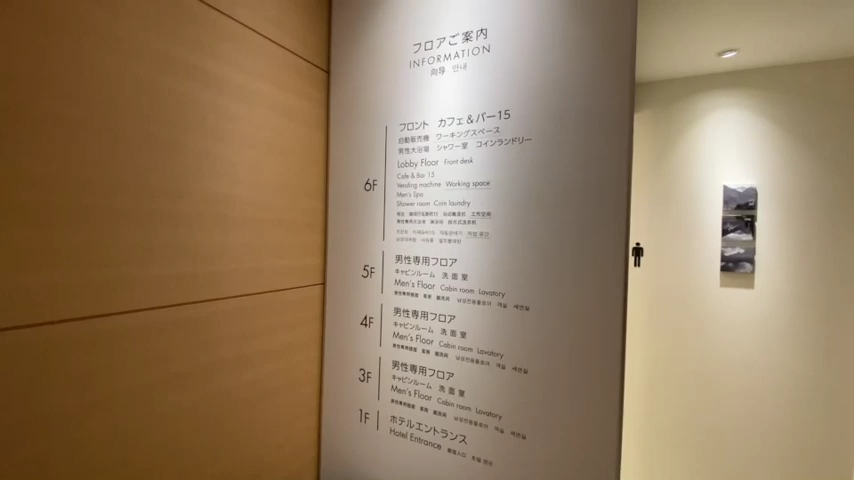 フロアご案内
INFORMATION
向导 안내
6F
フロント カフェ&バー15
自動販売機 ワーキングスペース
男性大浴場 シャワー室 コインランドリー
Lobby Floor Front desk
Cafe & Bar 15
Vending machine Working space
Men's Spa
Shower room Coin laundry
5F
男性専用フロア
キャビンルーム 洗面室
Men's Floor Cabin room Lavatory
4F
男性専用フロア
キャビンルーム 洗面室
Men's Floor Cabin room Lavatory
3F
男性専用フロア
キャビンルーム 洗面室
Men's Floor Cabin room Lavatory
1F
ホテルエントランス
Hotel Entrance